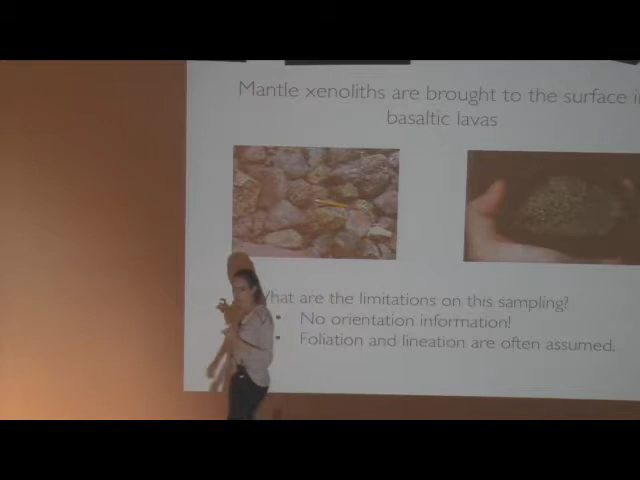 Mantle xenoliths are brought to the surface
basaltic lavas
What are the limitations on this sampling?
• No orientation information!
• Foliation and lineation are often assumed.